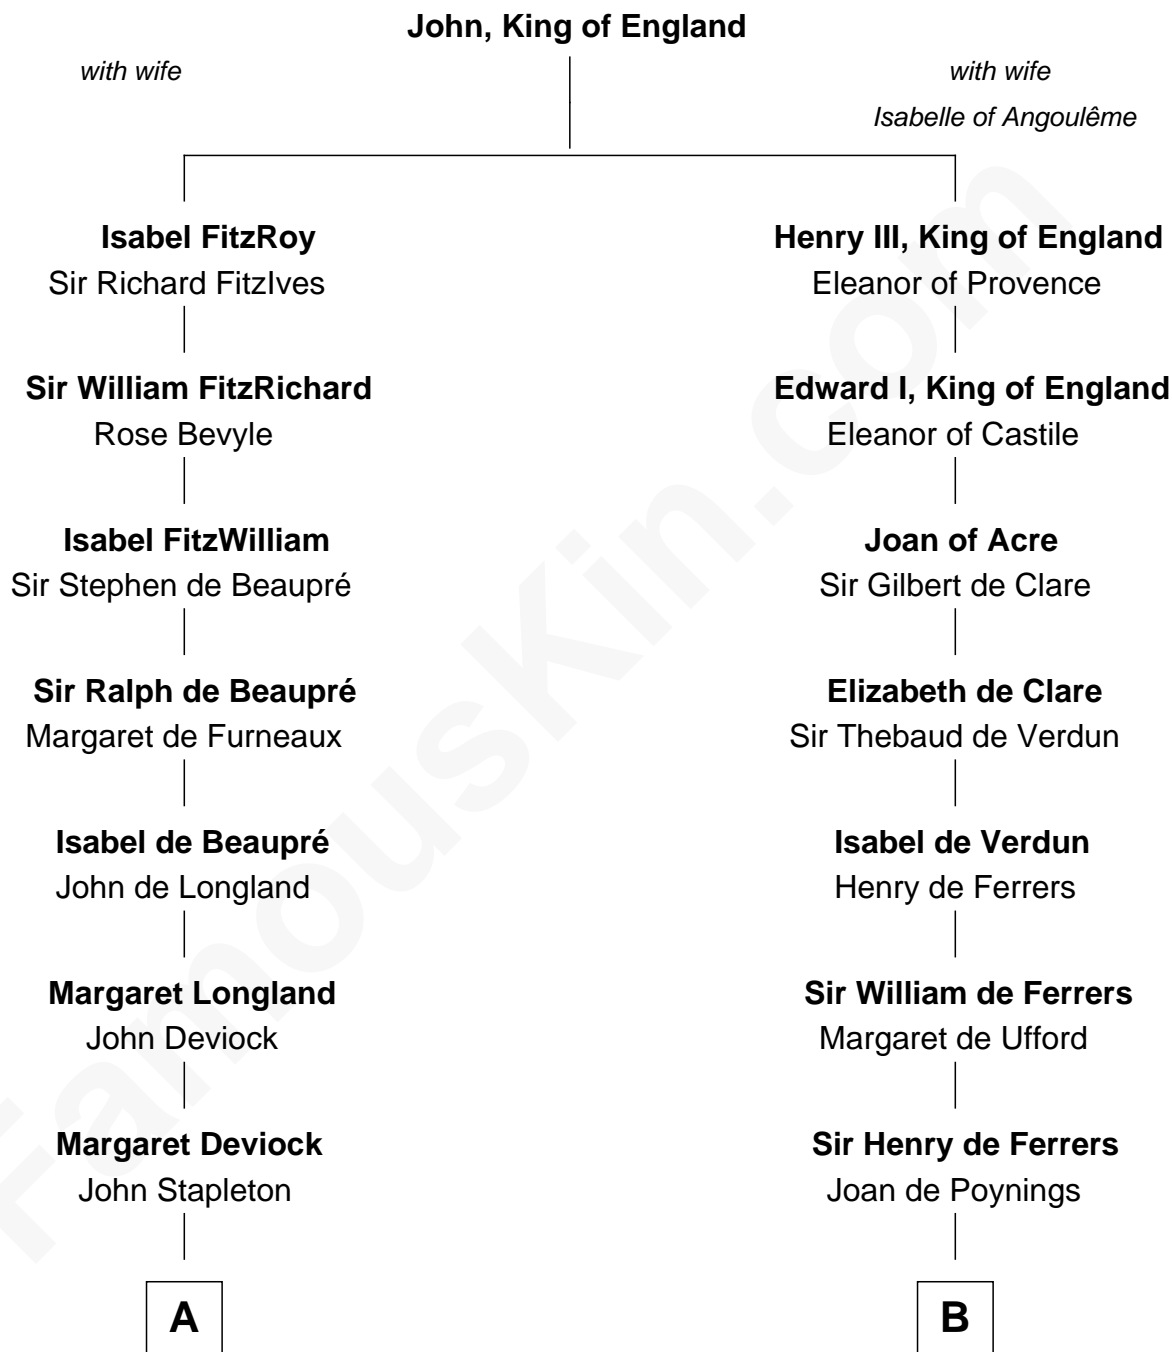 John, King of England
with wife
with wife
Isabelle of Angoulême
Isabel FitzRoy
Sir Richard FitzIves
Henry III, King of England
Eleanor of Provence
Sir William FitzRichard
Rose Bevyle
Edward I, King of England
Eleanor of Castile
Isabel FitzWilliam
Sir Stephen de Beaupré
Joan of Acre
Sir Gilbert de Clare
Sir Ralph de Beaupré
Margaret de Furneaux
Elizabeth de Clare
Sir Thebaud de Verdun
Isabel de Beaupré
John de Longland
Isabel de Verdun
Henry de Ferrers
Margaret Longland
John Deviock
Sir William de Ferrers
Margaret de Ufford
Margaret Deviock
John Stapleton
Sir Henry de Ferrers
Joan de Poynings
A
B
FamousKin.com